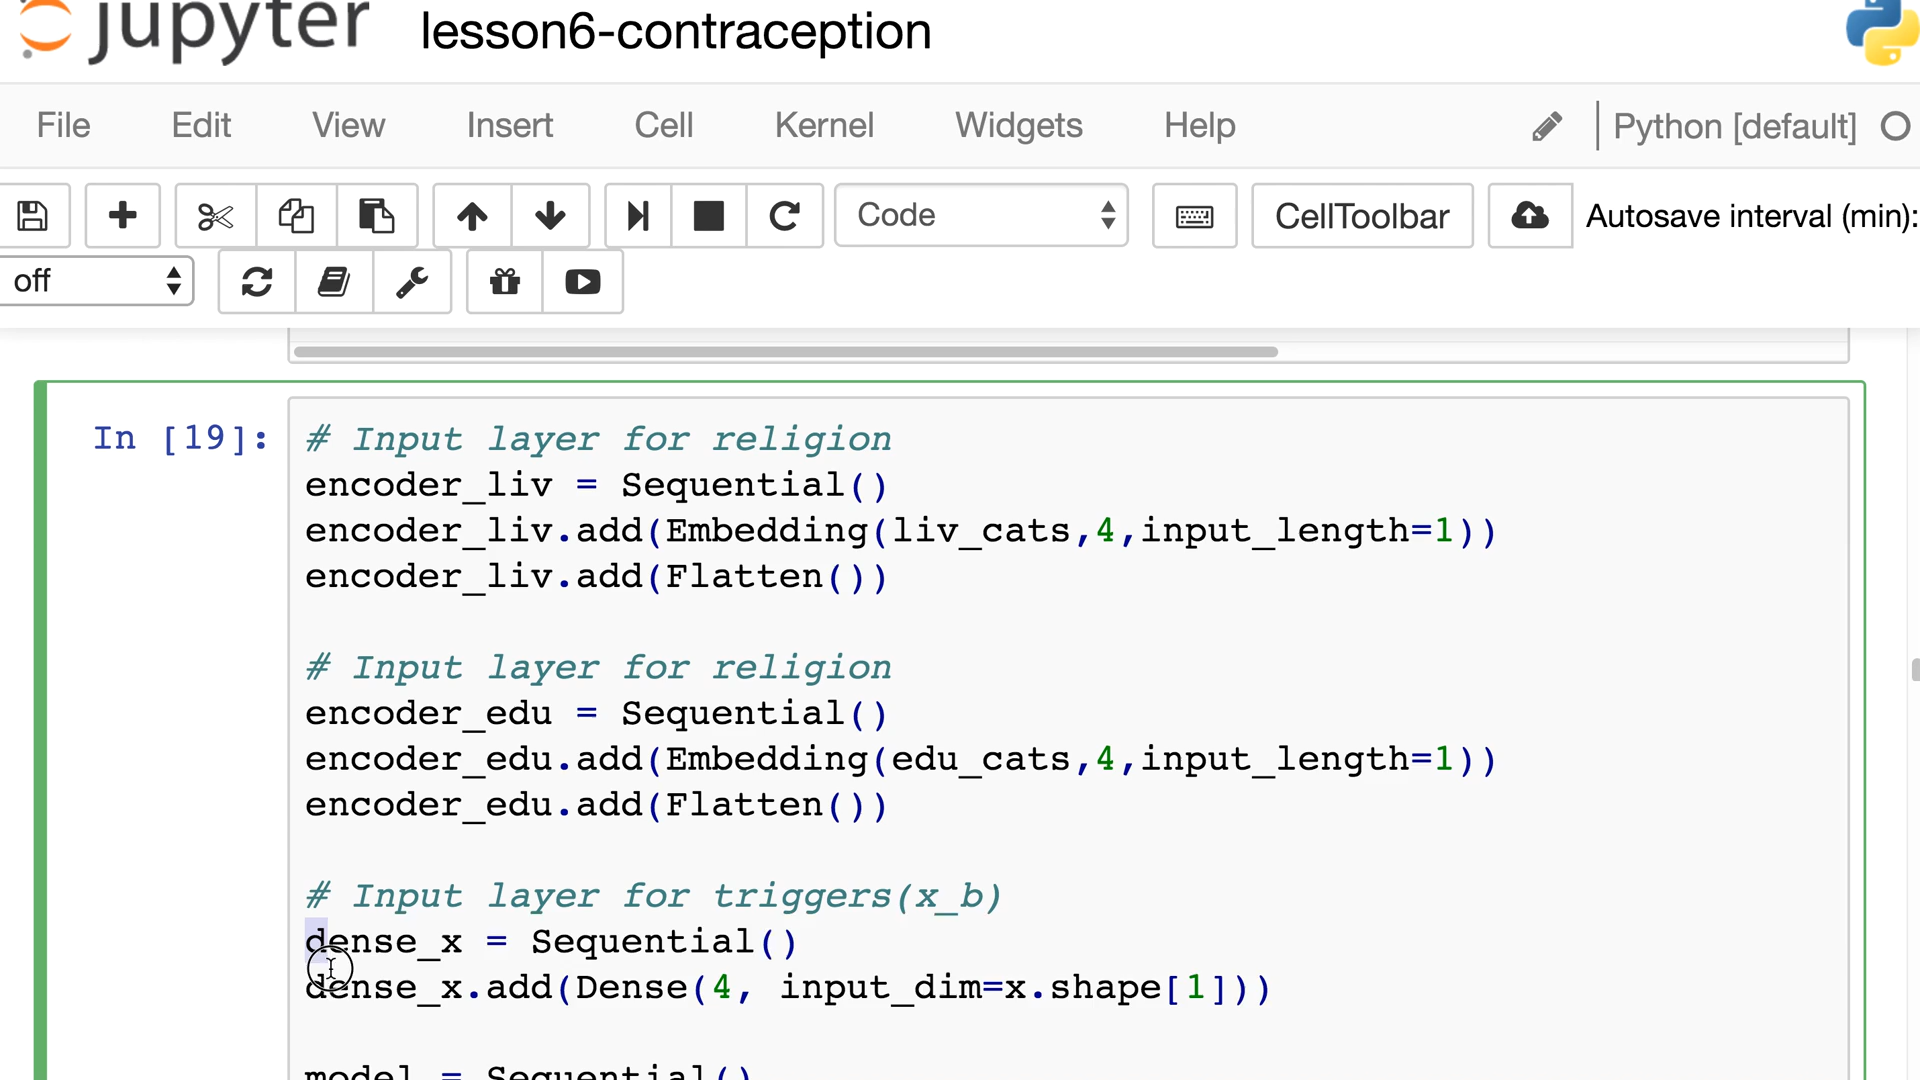 jupyter lesson6-contraception
File Edit View Insert Cell Kernel Widgets Help Python [default]
Code CellToolbar Autosave interval (min):
off
In [19]: # Input layer for religion
encoder_liv = Sequential()
encoder_liv.add(Embedding(liv_cats,4,input_length=1))
encoder_liv.add(Flatten())
# Input layer for religion
encoder_edu = Sequential()
encoder_edu.add(Embedding(edu_cats,4,input_length=1))
encoder_edu.add(Flatten())
# Input layer for triggers(x_b)
dense_x = Sequential()
dense_x.add(Dense(4, input_dim=x.shape[1]))
model = Sequential()